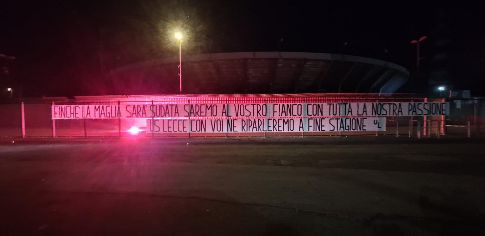 FINCHÈ LA MAGLIA SARÀ SUDATA SAREMO AL VOSTRO FIANCO CON TUTTA LA NOSTRA PASSIONE
US LECCE CON VOI NE RIPARLEREMO A FINE STAGIONE UL